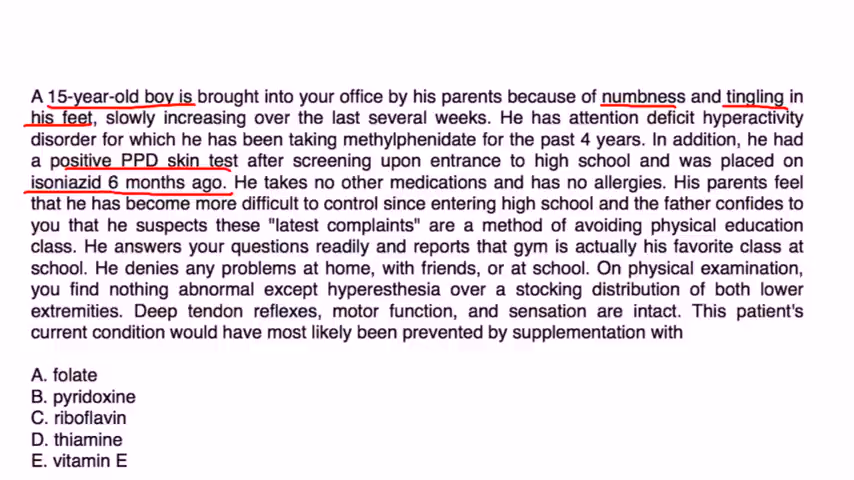 A 15-year-old boy is brought into your office by his parents because of numbness and tingling in
his feet, slowly increasing over the last several weeks. He has attention deficit hyperactivity
disorder for which he has been taking methylphenidate for the past 4 years. In addition, he had
a positive PPD skin test after screening upon entrance to high school and was placed on
isoniazid 6 months ago. He takes no other medications and has no allergies. His parents feel
that he has become more difficult to control since entering high school and the father confides to
you that he suspects these "latest complaints" are a method of avoiding physical education
class. He answers your questions readily and reports that gym is actually his favorite class at
school. He denies any problems at home, with friends, or at school. On physical examination,
you find nothing abnormal except hyperesthesia over a stocking distribution of both lower
extremities. Deep tendon reflexes, motor function, and sensation are intact. This patient's
current condition would have most likely been prevented by supplementation with
A. folate
B. pyridoxine
C. riboflavin
D. thiamine
E. vitamin E